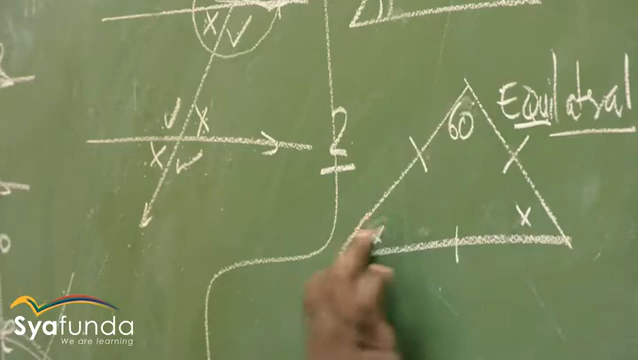 x ✓
✓ x
x ✓
2
Equilateral
60
x
x
Syafunda
We are learning